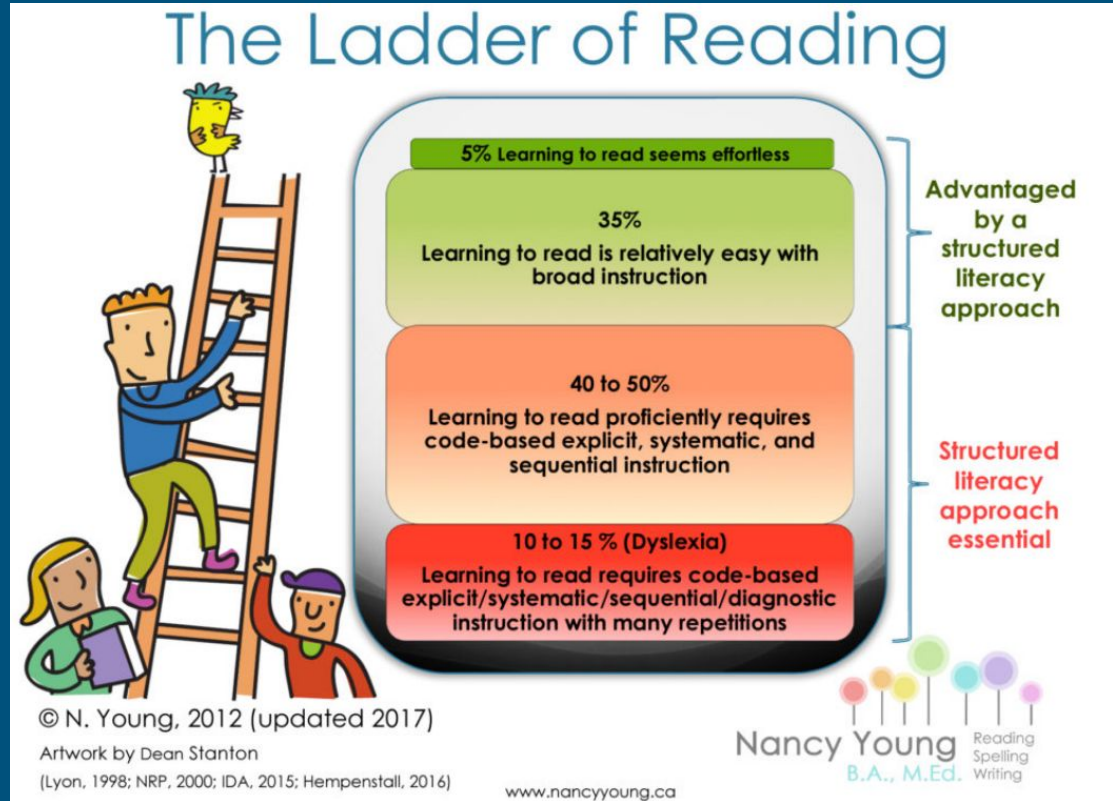 The Ladder of Reading
5% Learning to read seems effortless
35%
Learning to read is relatively easy with
broad instruction
40 to 50%
Learning to read proficiently requires
code-based explicit, systematic, and
sequential instruction
10 to 15 % (Dyslexia)
Learning to read requires code-based
explicit/systematic/sequential/diagnostic
instruction with many repetitions
Advantaged
by a
structured
literacy
approach
Structured
literacy
approach
essential
© N. Young, 2012 (updated 2017)
Artwork by Dean Stanton
(Lyon, 1998; NRP, 2000; IDA, 2015; Hempenstall, 2016)
www.nancyyoung.ca
Nancy Young
B.A., M.Ed.
Reading
Spelling
Writing